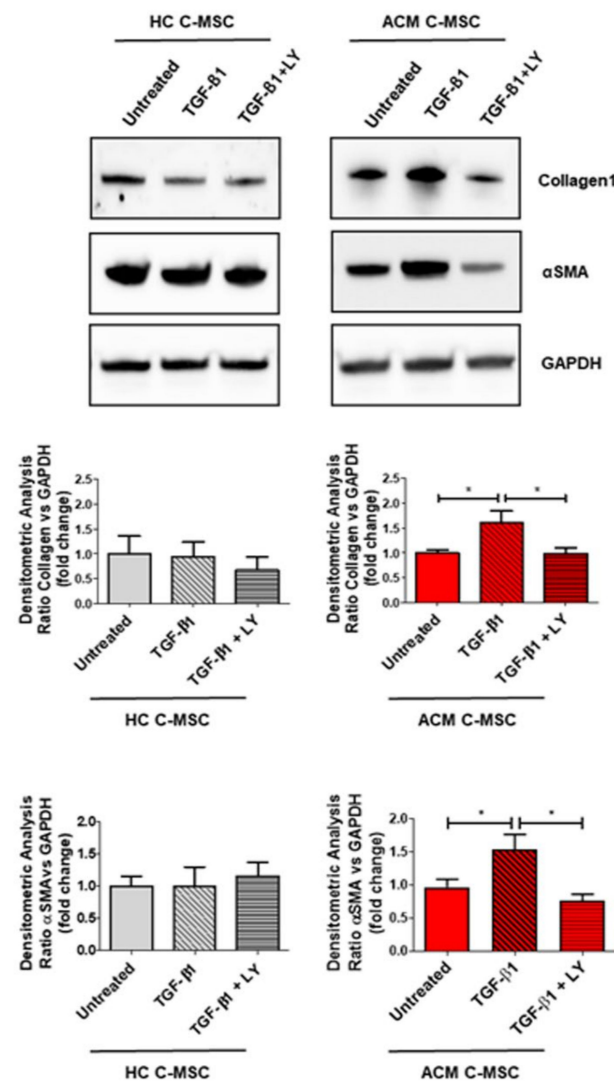 HC C-MSC
ACM C-MSC
Untreated
TGF-ß1
TGF-ß1+LY
Untreated
TGF-ß1
TGF-ß1+LY
Collagen1
αSMA
GAPDH
Densitometric Analysis
Ratio Collagen vs GAPDH
(fold change)
2.5
2.0
1.5
1.0
0.5
0.0
Untreated
TGF-β1
TGF-β1 + LY
HC C-MSC
Densitometric Analysis
Ratio Collagen vs GAPDH
(fold change)
2.5
2.0
1.5
1.0
0.5
0.0
*
*
Untreated
TGF-β1
TGF-β1 + LY
ACM C-MSC
Densitometric Analysis
Ratio αSMAvs GAPDH
(fold change)
2.0
1.5
1.0
0.5
0.0
Untreated
TGF-β1
TGF-β1 + LY
HC C-MSC
Densitometric Analysis
Ratio αSMA vs GAPDH
(fold change)
2.0
1.5
1.0
0.5
0.0
*
*
Untreated
TGF-β1
TGF-β1 + LY
ACM C-MSC